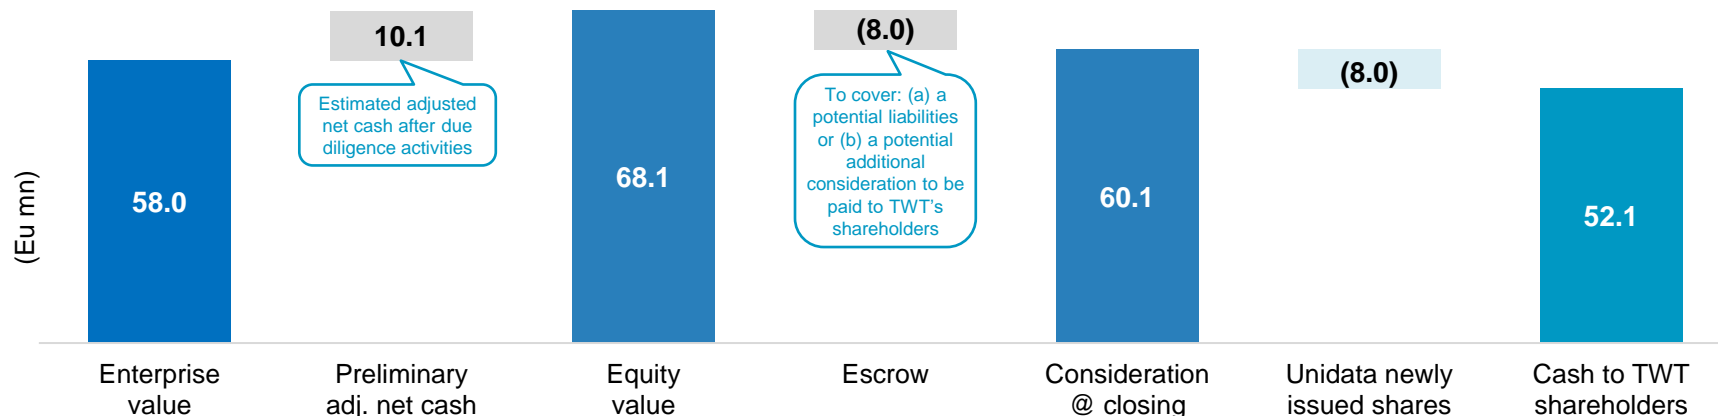 10.1
(8.0)
Estimated adjusted
net cash after due
diligence activities
To cover: (a) a
potential liabilities
or (b) a potential
additional
consideration to be
paid to TWT's
shareholders
(8.0)
(Eu mn)
58.0
68.1
60.1
52.1
Enterprise
value
Preliminary
adj. net cash
Equity
value
Escrow
Consideration
@ closing
Unidata newly
issued shares
Cash to TWT
shareholders